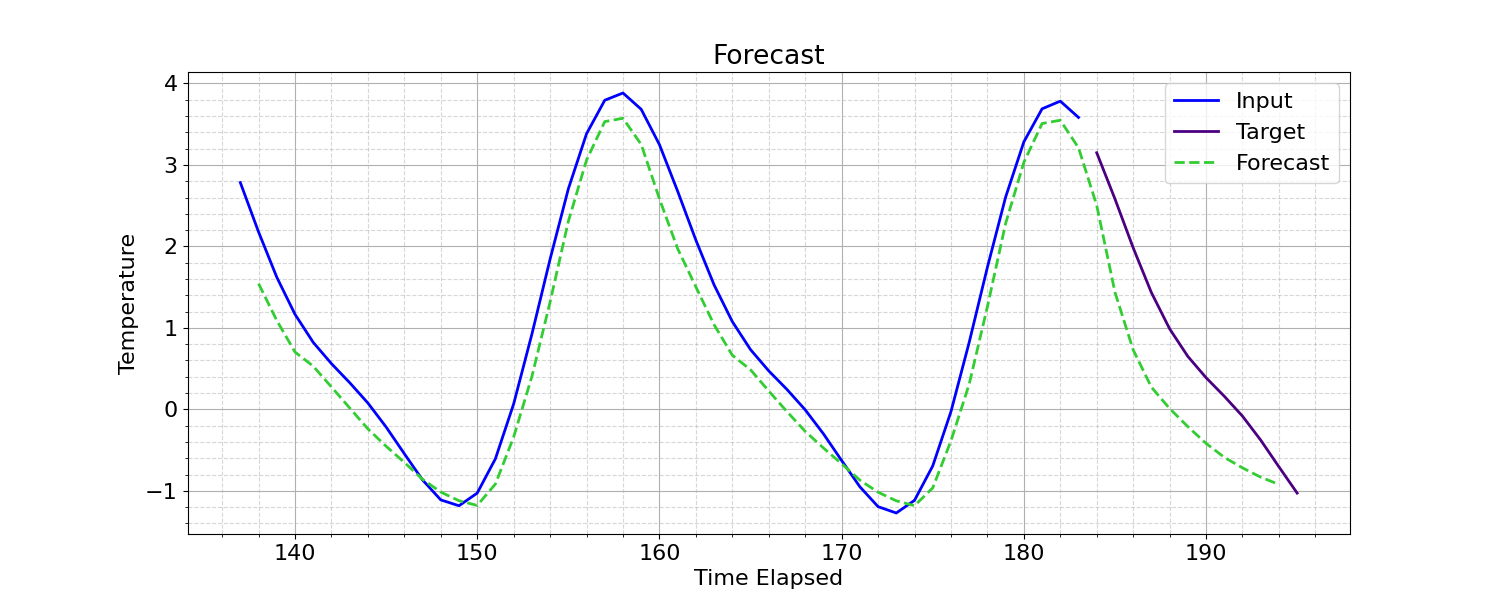 Forecast
4
3
2
1
0
−1
Temperature
140 150 160 170 180 190
Time Elapsed
Input
Target
Forecast